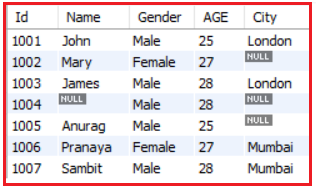 Id Name Gender AGE City
1001 John Male 25 London
1002 Mary Female 27 NULL
1003 James Male 28 London
1004 NULL Male 28 NULL
1005 Anurag Male 25 NULL
1006 Pranaya Female 27 Mumbai
1007 Sambit Male 28 Mumbai